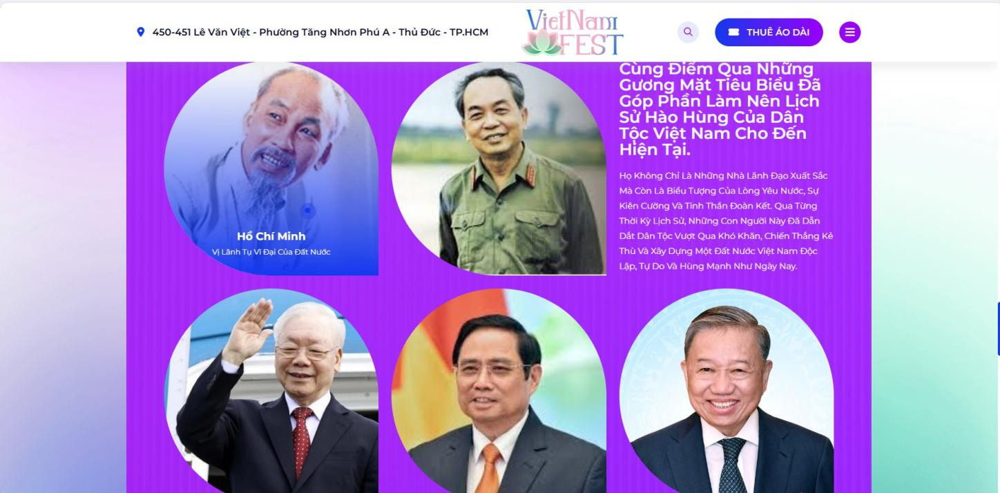 450-451 Lê Văn Việt - Phường Tăng Nhơn Phú A - Thủ Đức - TP.HCM
VietNam
FEST
THUÊ ÁO DÀI
Cùng Điểm Qua Những
Gương Mặt Tiêu Biểu Đã
Góp Phần Làm Nên Lịch
Sử Hào Hùng Của Dân
Tộc Việt Nam Cho Đến
Hiện Tại.
Họ Không Chỉ Là Những Nhà Lãnh Đạo Xuất Sắc
Mà Còn Là Biểu Tượng Của Lòng Yêu Nước, Sự
Kiên Cường Và Tinh Thần Đoàn Kết. Qua Từng
Thời Kỳ Lịch Sử, Những Con Người Này Đã Dẫn
Dắt Dân Tộc Vượt Qua Khó Khăn, Chiến Thắng Kẻ
Thù Và Xây Dựng Một Đất Nước Việt Nam Độc
Lập, Tự Do Và Hùng Mạnh Như Ngày Nay.
Hồ Chí Minh
Vị Lãnh Tụ Vĩ Đại Của Đất Nước